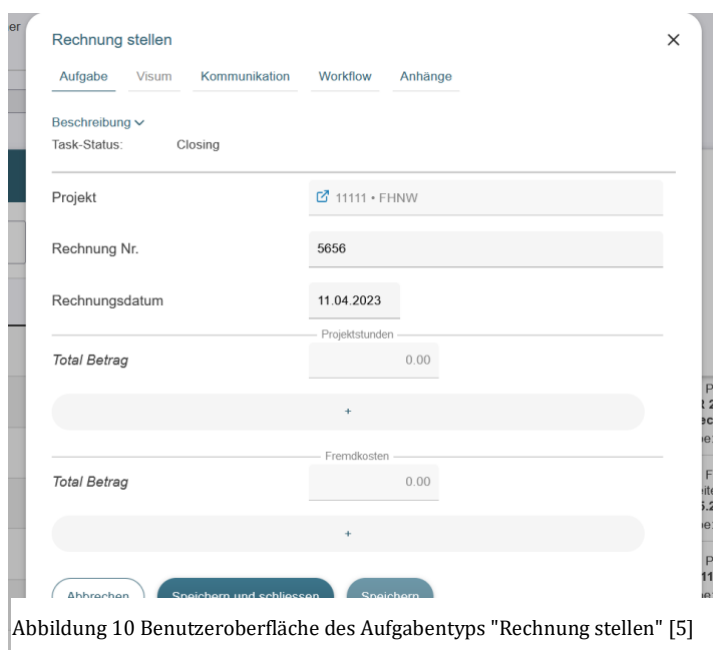 er
Rechnung stellen
Aufgabe Visum Kommunikation Workflow Anhänge
Beschreibung
Task-Status: Closing
Projekt 11111 • FHNW
Rechnung Nr. 5656
Rechnungsdatum 11.04.2023
Projektstunden
Total Betrag 0.00
+
Fremdkosten
Total Betrag 0.00
+
Abbrechen Speichern und schliessen Speichern
Abbildung 10 Benutzeroberfläche des Aufgabentyps "Rechnung stellen" [5]